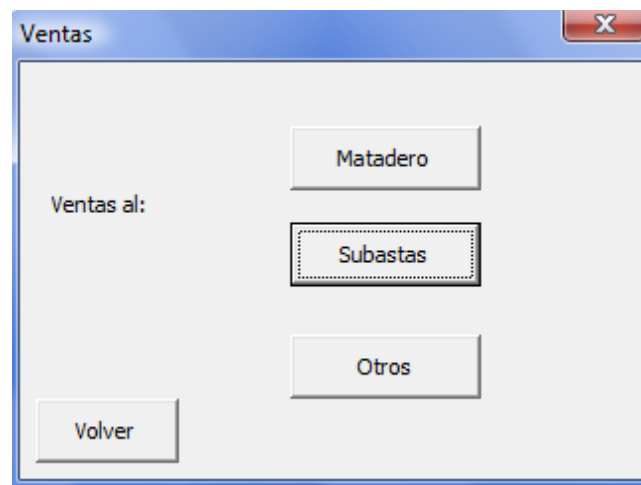 Ventas
Matadero
Ventas al:
Subastas
Otros
Volver